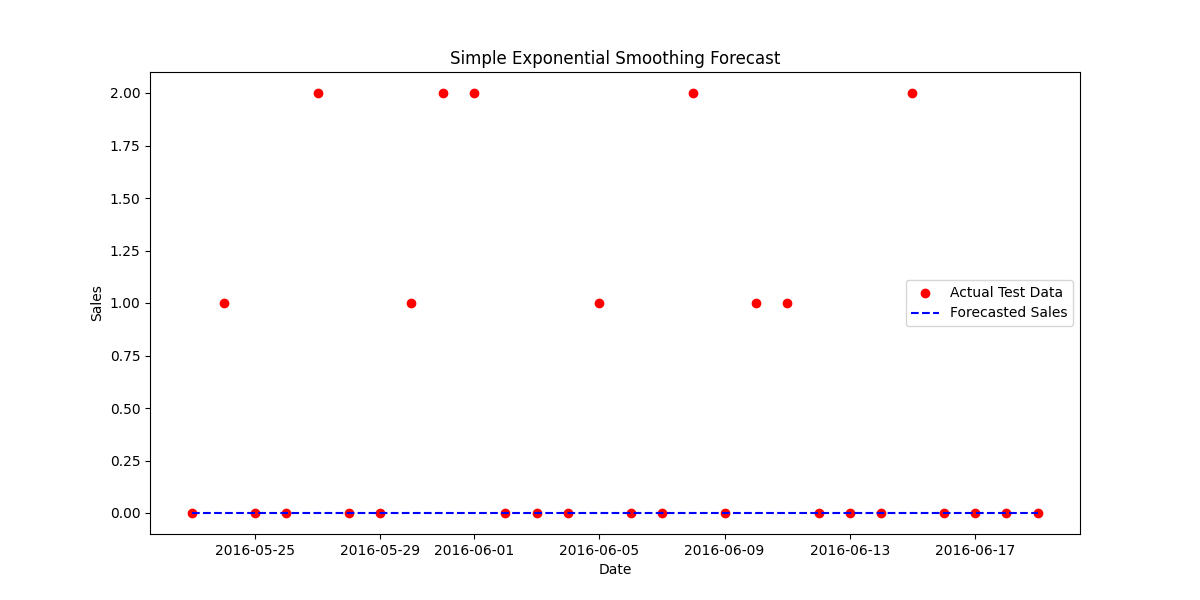 Simple Exponential Smoothing Forecast
2.00
1.75
1.50
1.25
1.00
0.75
0.50
0.25
0.00
Sales
Actual Test Data
Forecasted Sales
2016-05-25 2016-05-29 2016-06-01 2016-06-05 2016-06-09 2016-06-13 2016-06-17
Date